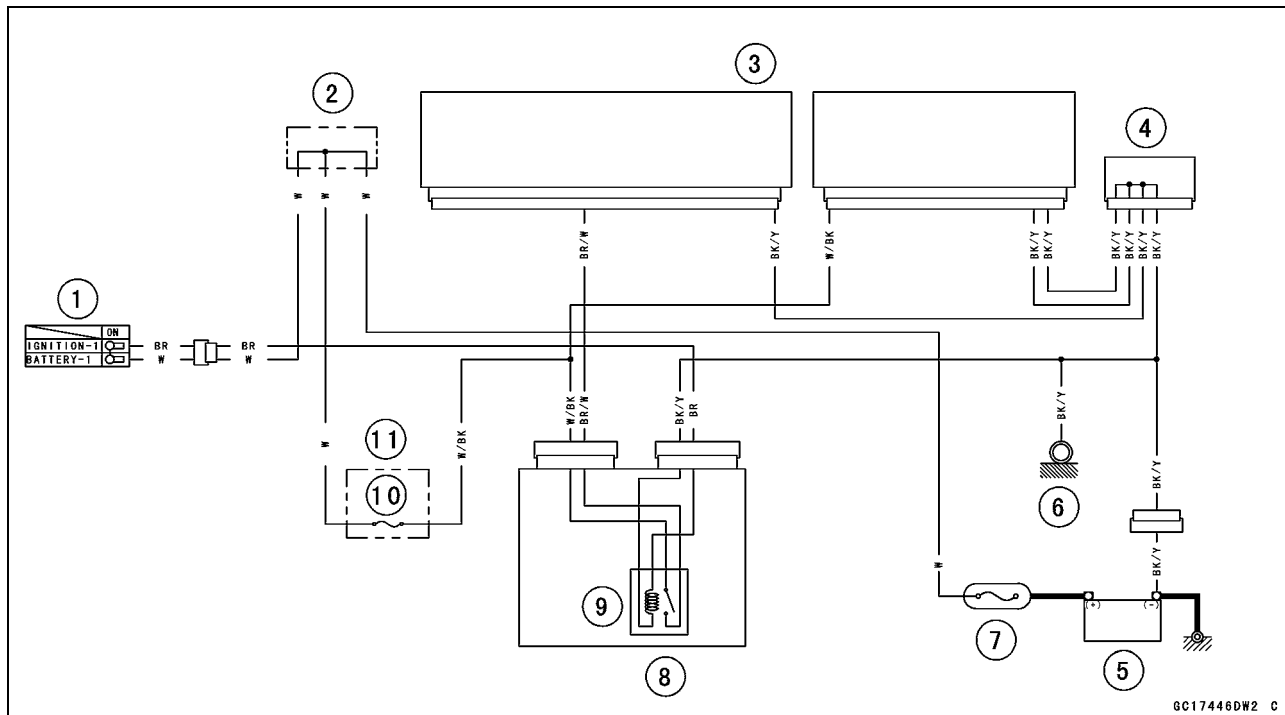 3
2
4
W
W
W
BR/W
BK/Y
W/BK
BK/Y
BK/Y
BK/Y
BK/Y
BK/Y
BK/Y
1
ON
IGNITION-1
BR
BR
BATTERY-1
W
W
W/BK
BR/W
BK/Y
BR
BK/Y
W
11
W/BK
10
6
BK/Y
BK/Y
W
9
7
(+)
(-)
5
8
GC17446DW2 C